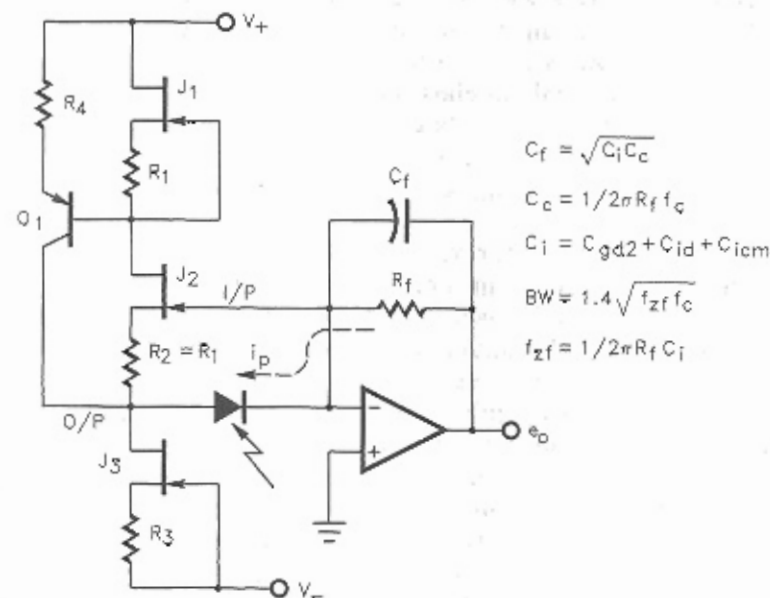 V+
J1
R4
R1
Q1
J2
I/P
R2 = R1
ip
O/P
J3
R3
V−
Cf
Rf
−
+
eo
Cf = √CiCc
Cc = 1/2πRf fc
Ci = Cgd2 + Cid + Cicm
BW = 1.4√fzf fc
fzf = 1/2πRf Ci